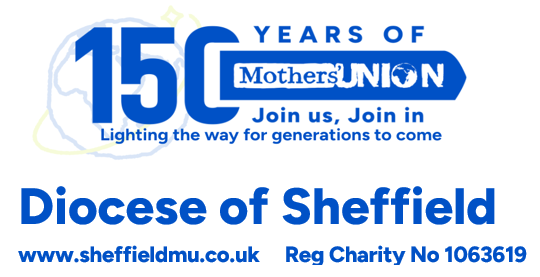 150 YEARS OF
Mothers' UNION
Join us, Join in
Lighting the way for generations to come
Diocese of Sheffield
www.sheffieldmu.co.uk Reg Charity No 1063619